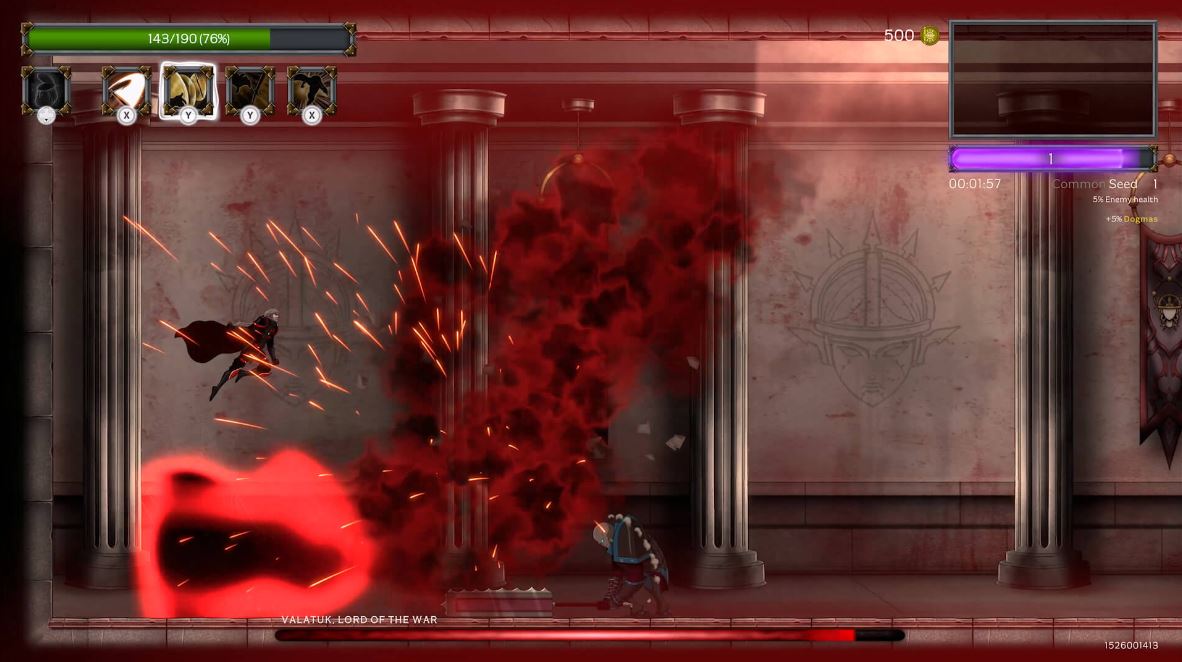 143/190 (76%)
500
X
Y
Y
X
1
00:01:57
Common Seed 1
5% Enemy health
+5% Dogmas
VALATUK, LORD OF THE WAR
1526001413